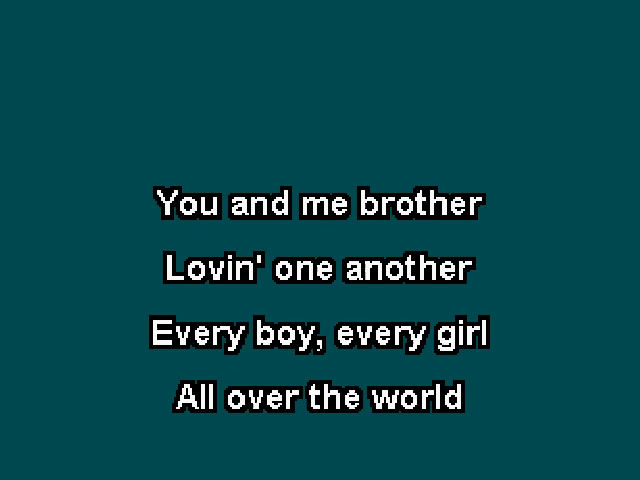 You and me brother
Lovin' one another
Every boy, every girl
All over the world